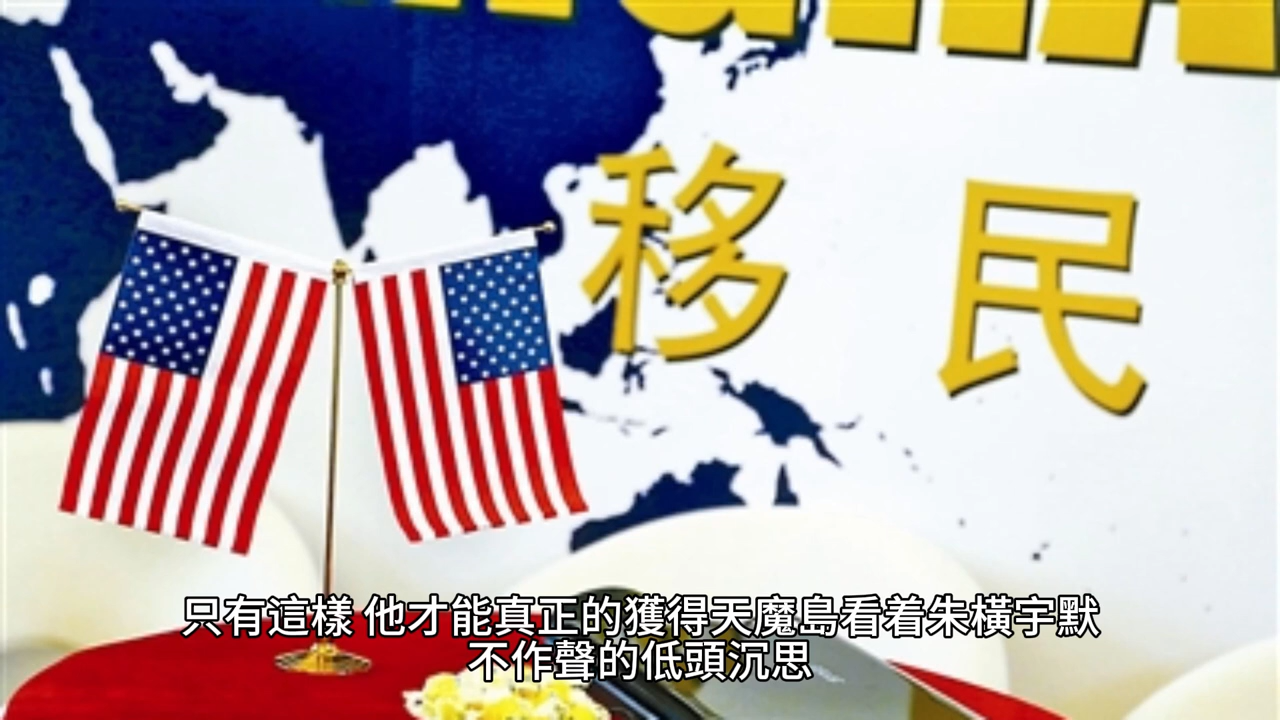 移民
只有這樣 他才能真正的獲得天魔島看着朱橫宇默
不作聲的低頭沉思